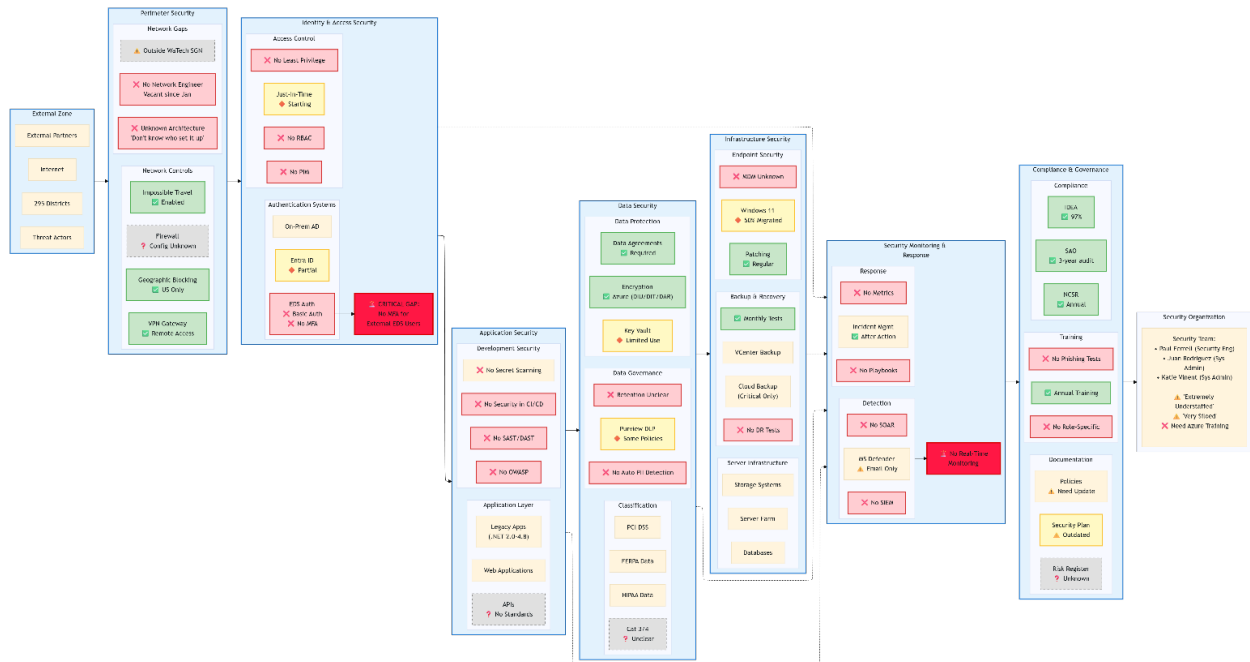 External Zone
External Partners
Internet
295 Districts
Threat Actors
Perimeter Security
Network Gaps
⚠ Outside WaTech SGN
❌ No Network Engineer
Vacant since Jan
❌ Unknown Architecture
'Don't know who set it up'
Network Controls
Impossible Travel
✅ Enabled
Firewall
❓ Config Unknown
Geographic Blocking
✅ US Only
VPN Gateway
✅ Remote Access
Identity & Access Security
Access Control
❌ No Least Privilege
Just-In-Time
🔶 Starting
❌ No RBAC
❌ No PIM
Authentication Systems
On-Prem AD
Entra ID
🔶 Partial
EDS Auth
❌ Basic Auth
❌ No MFA
CRITICAL GAP:
No MFA for
External EDS Users
Application Security
Development Security
❌ No Secret Scanning
❌ No Security in CI/CD
❌ No SAST/DAST
❌ No OWASP
Application Layer
Legacy Apps
(.NET 2.0-4.8)
Web Applications
APIs
❓ No Standards
Data Security
Data Protection
Data Agreements
✅ Required
Encryption
✅ Azure (DIU/DIT/DAR)
Key Vault
🔶 Limited Use
Data Governance
❌ Retention Unclear
Purview DLP
🔶 Some Policies
❌ No Auto PII Detection
Classification
PCI DSS
FERPA Data
HIPAA Data
❓ Unclear
Infrastructure Security
Endpoint Security
❌ MDM Unknown
Windows 11
🔶 50% Migrated
Patching
✅ Regular
Backup & Recovery
✅ Monthly Tests
VCenter Backup
Cloud Backup
(Critical Only)
❌ No DR Tests
Server Infrastructure
Storage Systems
Server Farm
Databases
Security Monitoring &
Response
Response
❌ No Metrics
Incident Mgmt
✅ After Action
❌ No Playbooks
Detection
❌ No SOAR
MS Defender
⚠ Email Only
❌ No SIEM
No Real-Time
Monitoring
Compliance & Governance
Compliance
IDEA
✅ 97%
SAO
✅ 3-year audit
NCSR
✅ Annual
Training
❌ No Phishing Tests
✅ Annual Training
❌ No Role-Specific
Documentation
Policies
⚠ Need Update
Security Plan
⚠ Outdated
Risk Register
❓ Unknown
Security Organization
Security Team:
• Paul (Security Eng)
• Juan Rodriguez (Sys
Admin)
• Katie (Sys Admin)
⚠ 'Extremely
Understaffed'
⚠ 'Very Siloed'
❌ Need Azure Training